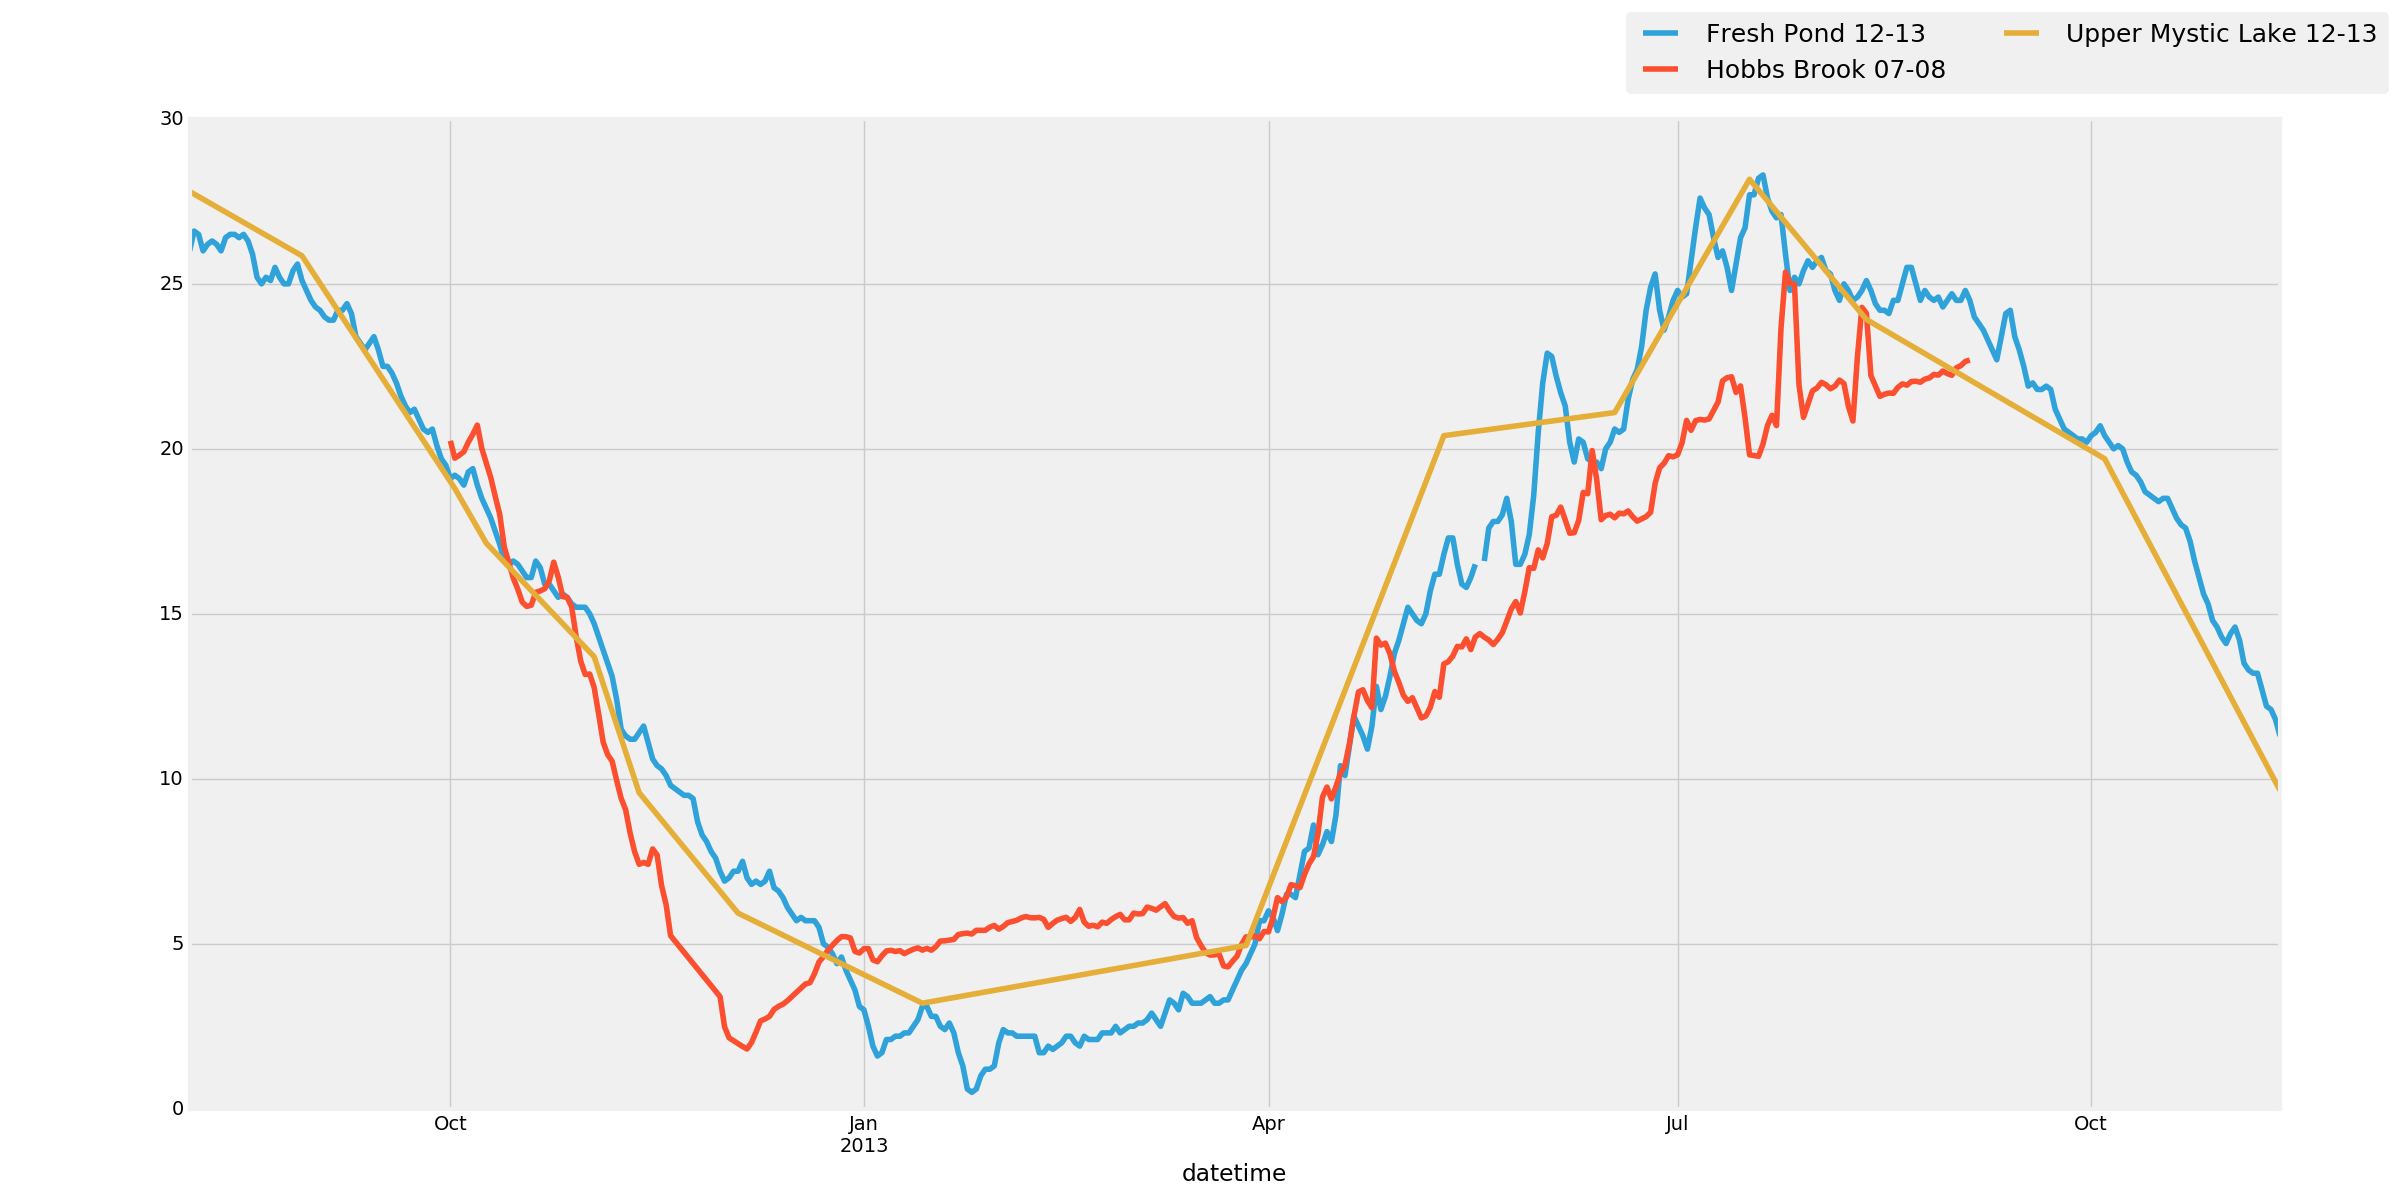 Fresh Pond 12-13
Hobbs Brook 07-08
Upper Mystic Lake 12-13
30
25
20
15
10
5
0
Oct
Jan
2013
Apr
Jul
Oct
datetime